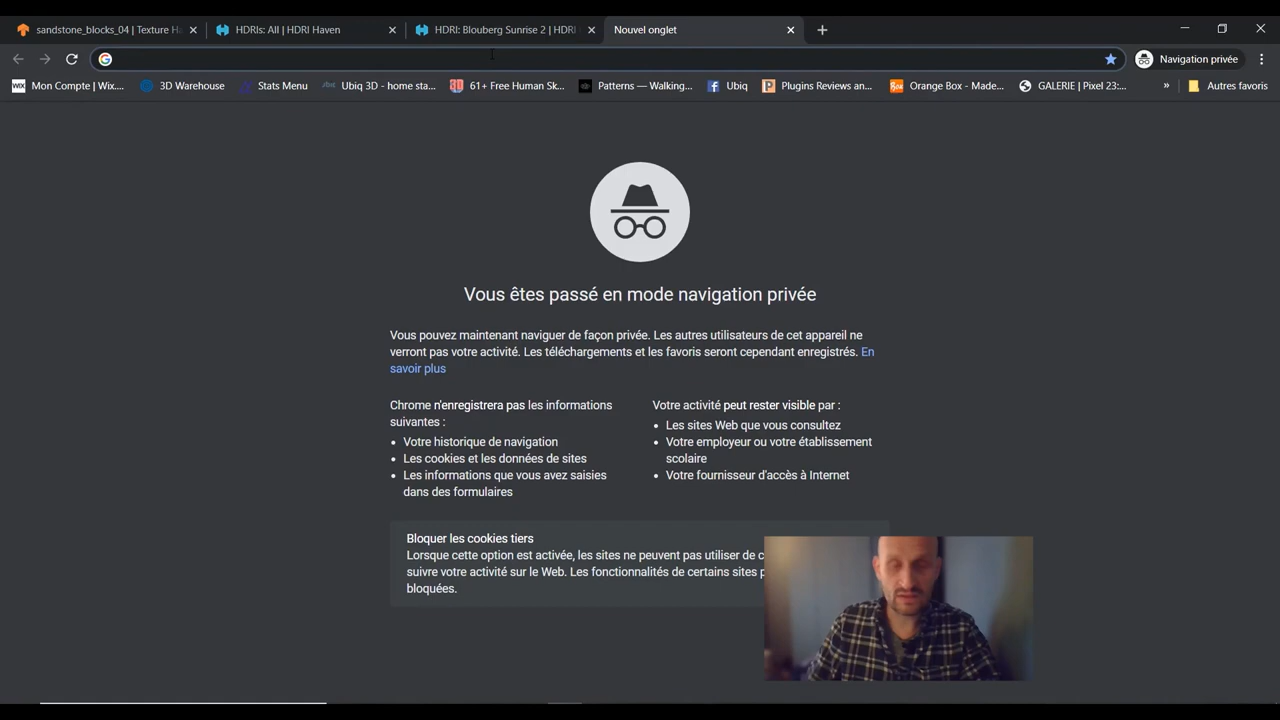 sandstone_blocks_04 | Texture Ha
HDRIs: All | HDRI Haven
HDRI: Blouberg Sunrise 2 | HDRI
Nouvel onglet
Navigation privée
WiX Mon Compte | Wix....
3D Warehouse
Stats Menu
Ubiq 3D - home sta...
61+ Free Human Sk...
Patterns — Walking,...
Ubiq
Plugins Reviews an...
Orange Box - Made...
GALERIE | Pixel 23:...
»
Autres favoris
Vous êtes passé en mode navigation privée
Vous pouvez maintenant naviguer de façon privée. Les autres utilisateurs de cet appareil ne
verront pas votre activité. Les téléchargements et les favoris seront cependant enregistrés. En
savoir plus
Chrome n'enregistrera pas les informations
suivantes :
• Votre historique de navigation
• Les cookies et les données de sites
• Les informations que vous avez saisies
dans des formulaires
Votre activité peut rester visible par :
• Les sites Web que vous consultez
• Votre employeur ou votre établissement
scolaire
• Votre fournisseur d'accès à Internet
Bloquer les cookies tiers
Lorsque cette option est activée, les sites ne peuvent pas utiliser de c
suivre votre activité sur le Web. Les fonctionnalités de certains sites p
bloquées.